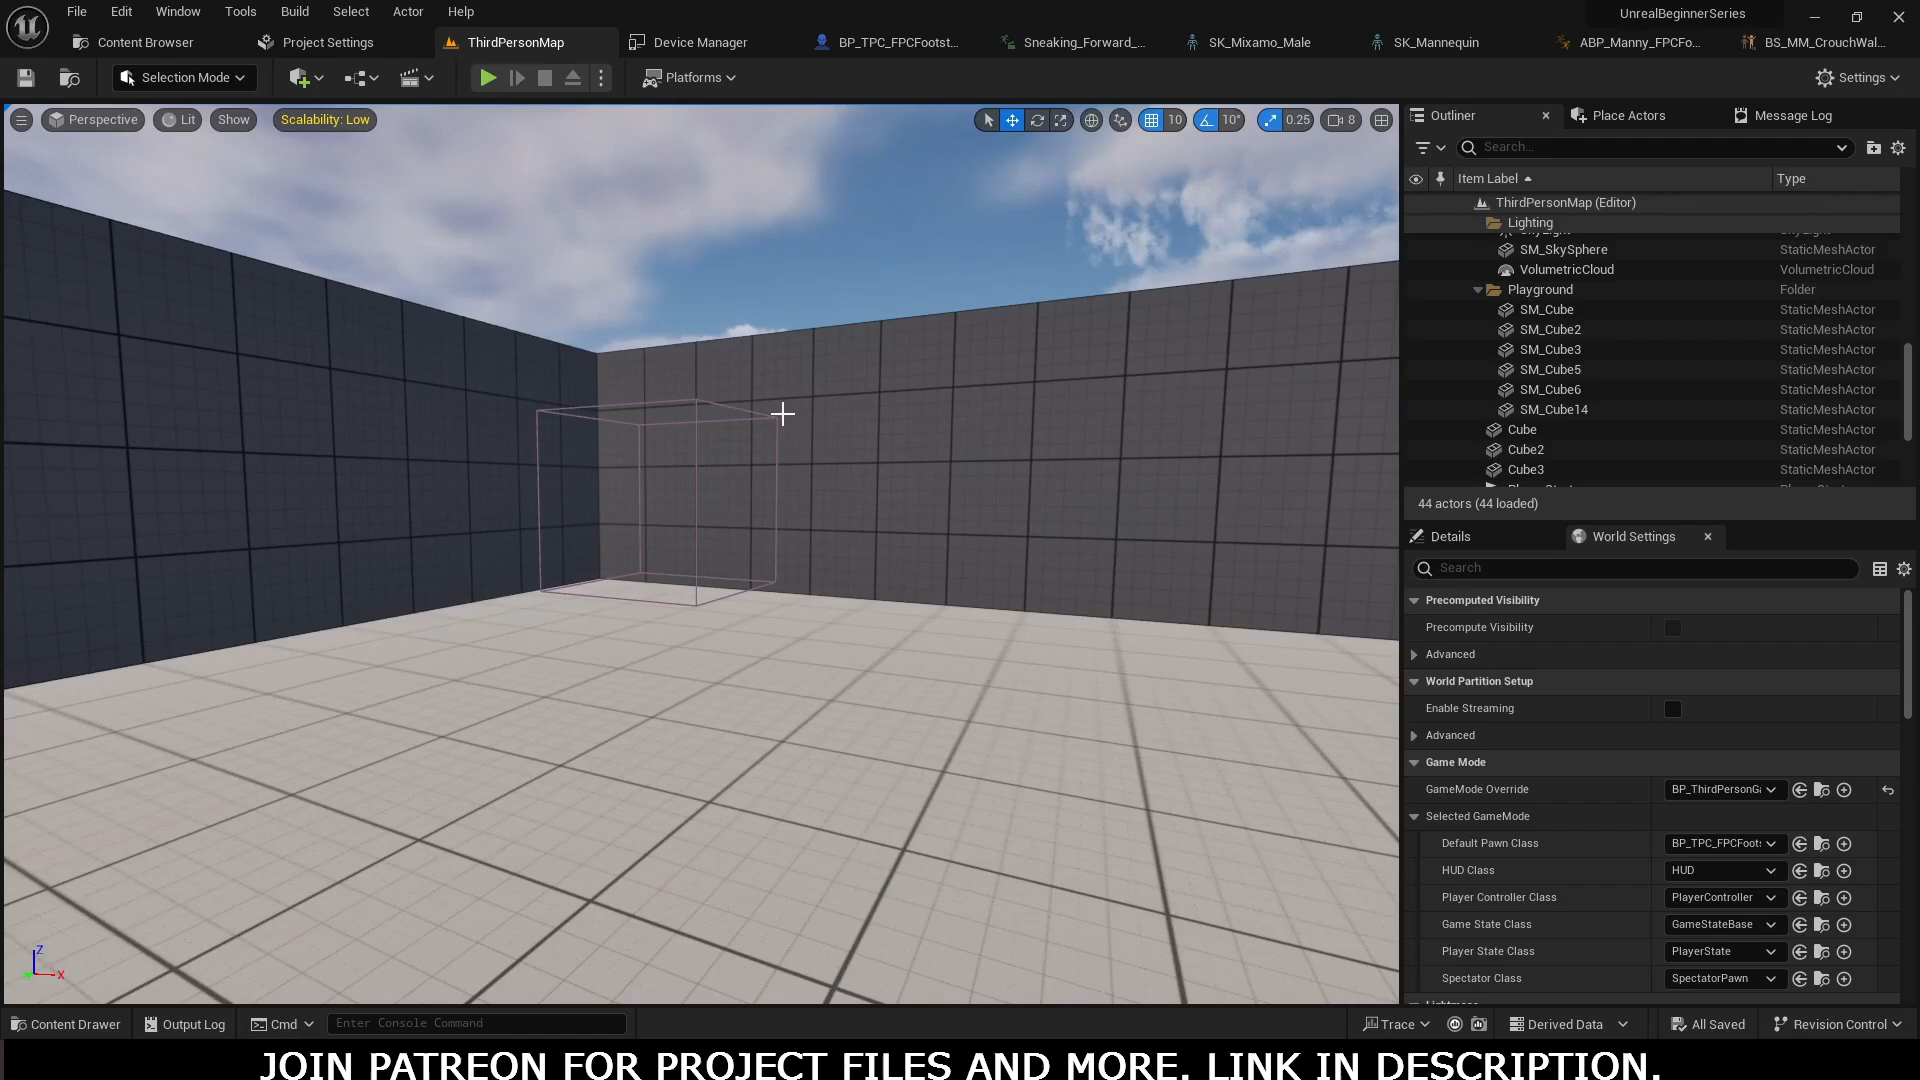 File Edit Window Tools Build Select Actor Help
UnrealBeginnerSeries
Content Browser
Project Settings
ThirdPersonMap
Device Manager
BP_TPC_FPCFootst...
Sneaking_Forward_...
SK_Mixamo_Male
SK_Mannequin
ABP_Manny_FPCFo...
BS_MM_CrouchWal...
Selection Mode
Platforms
Settings
Perspective Lit Show Scalability: Low
10 10° 0.25 8
Outliner Place Actors Message Log
Search...
Item Label Type
ThirdPersonMap (Editor)
Lighting
SM_SkySphere StaticMeshActor
VolumetricCloud VolumetricCloud
Playground Folder
SM_Cube StaticMeshActor
SM_Cube2 StaticMeshActor
SM_Cube3 StaticMeshActor
SM_Cube5 StaticMeshActor
SM_Cube6 StaticMeshActor
SM_Cube14 StaticMeshActor
Cube StaticMeshActor
Cube2 StaticMeshActor
Cube3 StaticMeshActor
44 actors (44 loaded)
Details World Settings
Search
Precomputed Visibility
Precompute Visibility
Advanced
World Partition Setup
Enable Streaming
Advanced
Game Mode
GameMode Override BP_ThirdPersonGa
Selected GameMode
Default Pawn Class BP_TPC_FPCFoots
HUD Class HUD
Player Controller Class PlayerController
Game State Class GameStateBase
Player State Class PlayerState
Spectator Class SpectatorPawn
Z
X
Content Drawer Output Log Cmd Enter Console Command
Trace Derived Data All Saved Revision Control
JOIN PATREON FOR PROJECT FILES AND MORE. LINK IN DESCRIPTION.